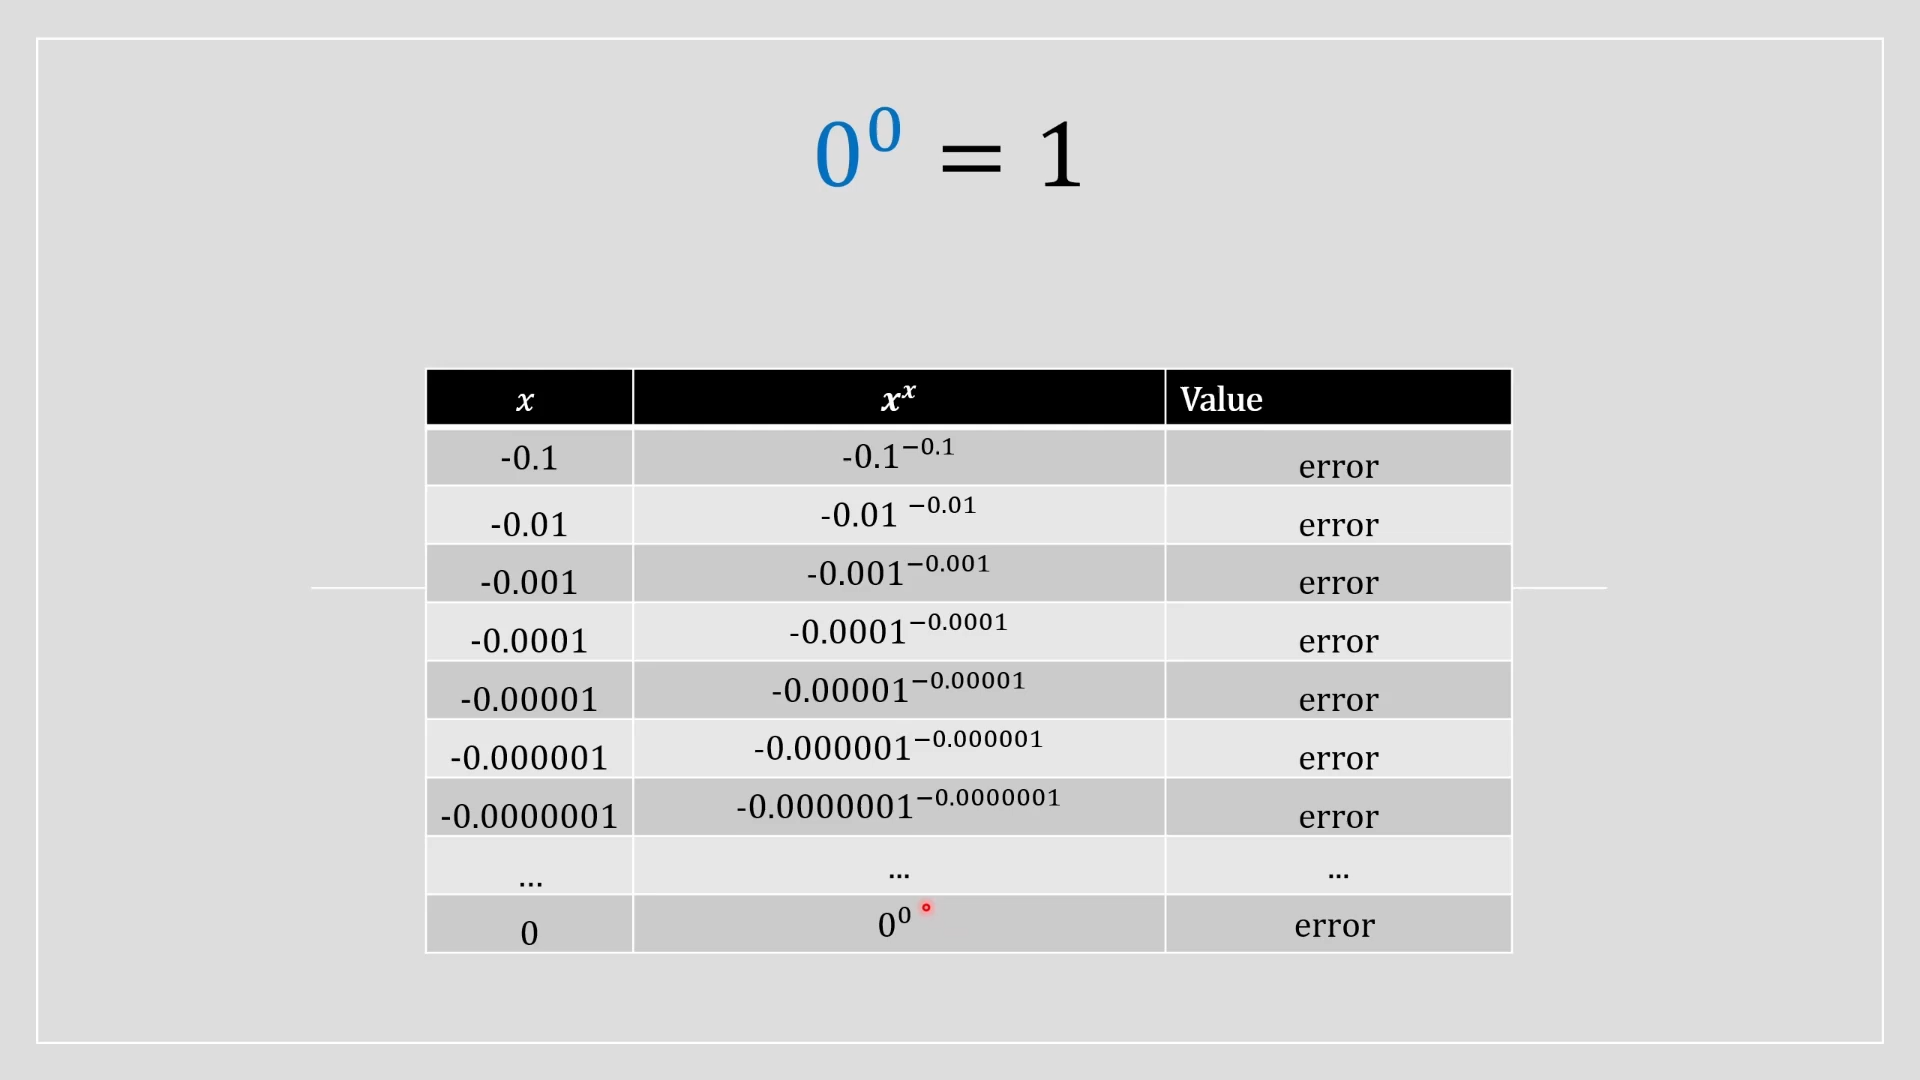 0⁰ = 1
x xˣ Value
-0.1 -0.1⁻⁰·¹ error
-0.01 -0.01 ⁻⁰·⁰¹ error
-0.001 -0.001⁻⁰·⁰⁰¹ error
-0.0001 -0.0001⁻⁰·⁰⁰⁰¹ error
-0.00001 -0.00001⁻⁰·⁰⁰⁰⁰¹ error
-0.000001 -0.000001⁻⁰·⁰⁰⁰⁰⁰¹ error
-0.0000001 -0.0000001⁻⁰·⁰⁰⁰⁰⁰⁰¹ error
... ... ...
0 0⁰ error